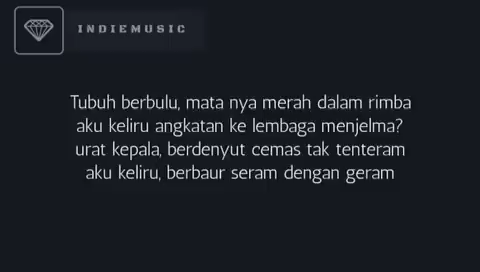 INDIEMUSIC
Tubuh berbulu, mata nya merah dalam rimba
aku keliru angkatan ke lembaga menjelma?
urat kepala, berdenyut cemas tak tenteram
aku keliru, berbaur seram dengan geram